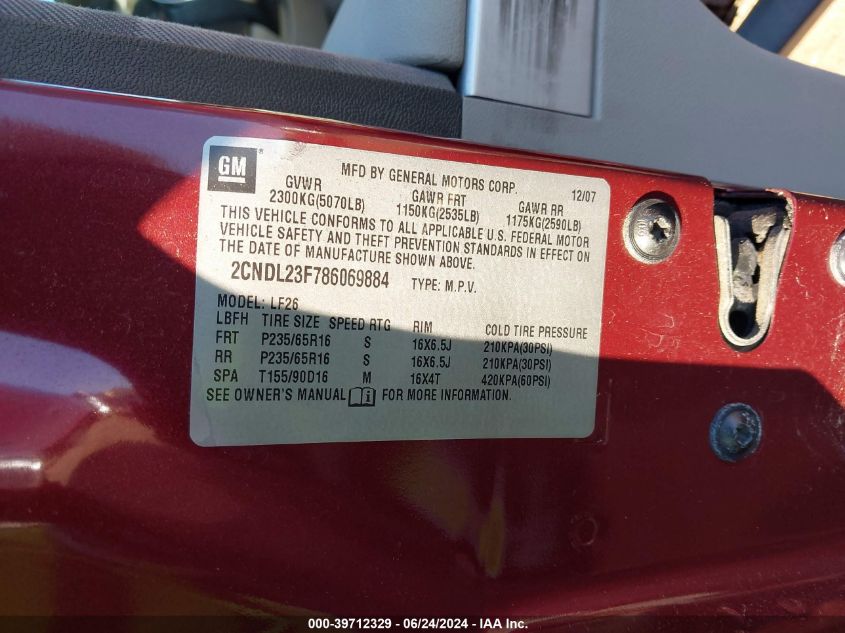 GM ® MFD BY GENERAL MOTORS CORP. 12/07
GVWR GAWR FRT GAWR RR
2300KG(5070LB) 1150KG(2535LB) 1175KG(2590LB)
THIS VEHICLE CONFORMS TO ALL APPLICABLE U.S. FEDERAL MOTOR
VEHICLE SAFETY AND THEFT PREVENTION STANDARDS IN EFFECT ON
THE DATE OF MANUFACTURE SHOWN ABOVE.
2CNDL23F786069884 TYPE: M.P.V.
MODEL: LF26
LBFH TIRE SIZE SPEED RTG RIM COLD TIRE PRESSURE
FRT P235/65R16 S 16X6.5J 210KPA(30PSI)
RR P235/65R16 S 16X6.5J 210KPA(30PSI)
SPA T155/90D16 M 16X4T 420KPA(60PSI)
SEE OWNER'S MANUAL FOR MORE INFORMATION.
000-39712329 - 06/24/2024 - IAA Inc.